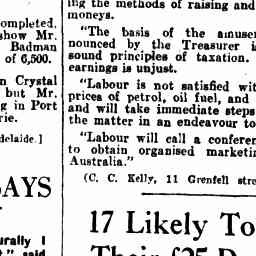 ompleted.
show Mr.
Badman
of 6,500.
n Crystal
but Mr.
g in Port
rie.
delaide.]
AYS
urally I
said
ing the methods of raising and
moneys.
"The basis of the amuse
nounced by the Treasurer i
sound principles of taxation.
earnings is unjust.
"Labour is not satisfied wit
prices of petrol, oil fuel, and
and will take immediate steps
the matter in an endeavour to
"Labour will call a conferen
to obtain organised marketin
Australia."
(C. C. Kelly, 11 Grenfell stre
17 Likely To
Their £25 D